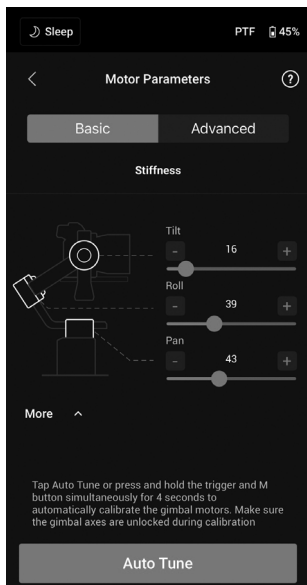 Sleep
PTF 45%
Motor Parameters ?
Basic Advanced
Stiffness
Tilt
- 16 +
Roll
- 39 +
Pan
- 43 +
More
Tap Auto Tune or press and hold the trigger and M
button simultaneously for 4 seconds to
automatically calibrate the gimbal motors. Make sure
the gimbal axes are unlocked during calibration
Auto Tune